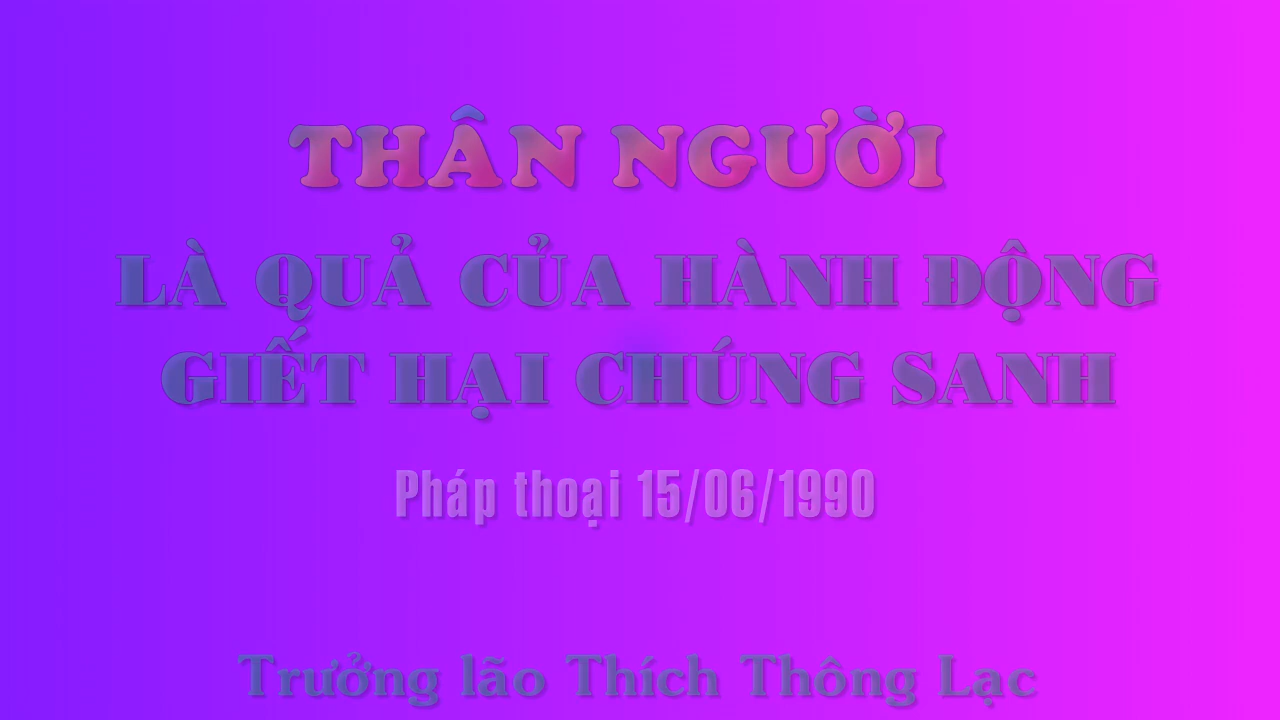 THÂN NGƯỜI
LÀ QUẢ CỦA HÀNH ĐỘNG
GIẾT HẠI CHÚNG SANH
Pháp thoại 15/06/1990
Trưởng lão Thích Thông Lạc